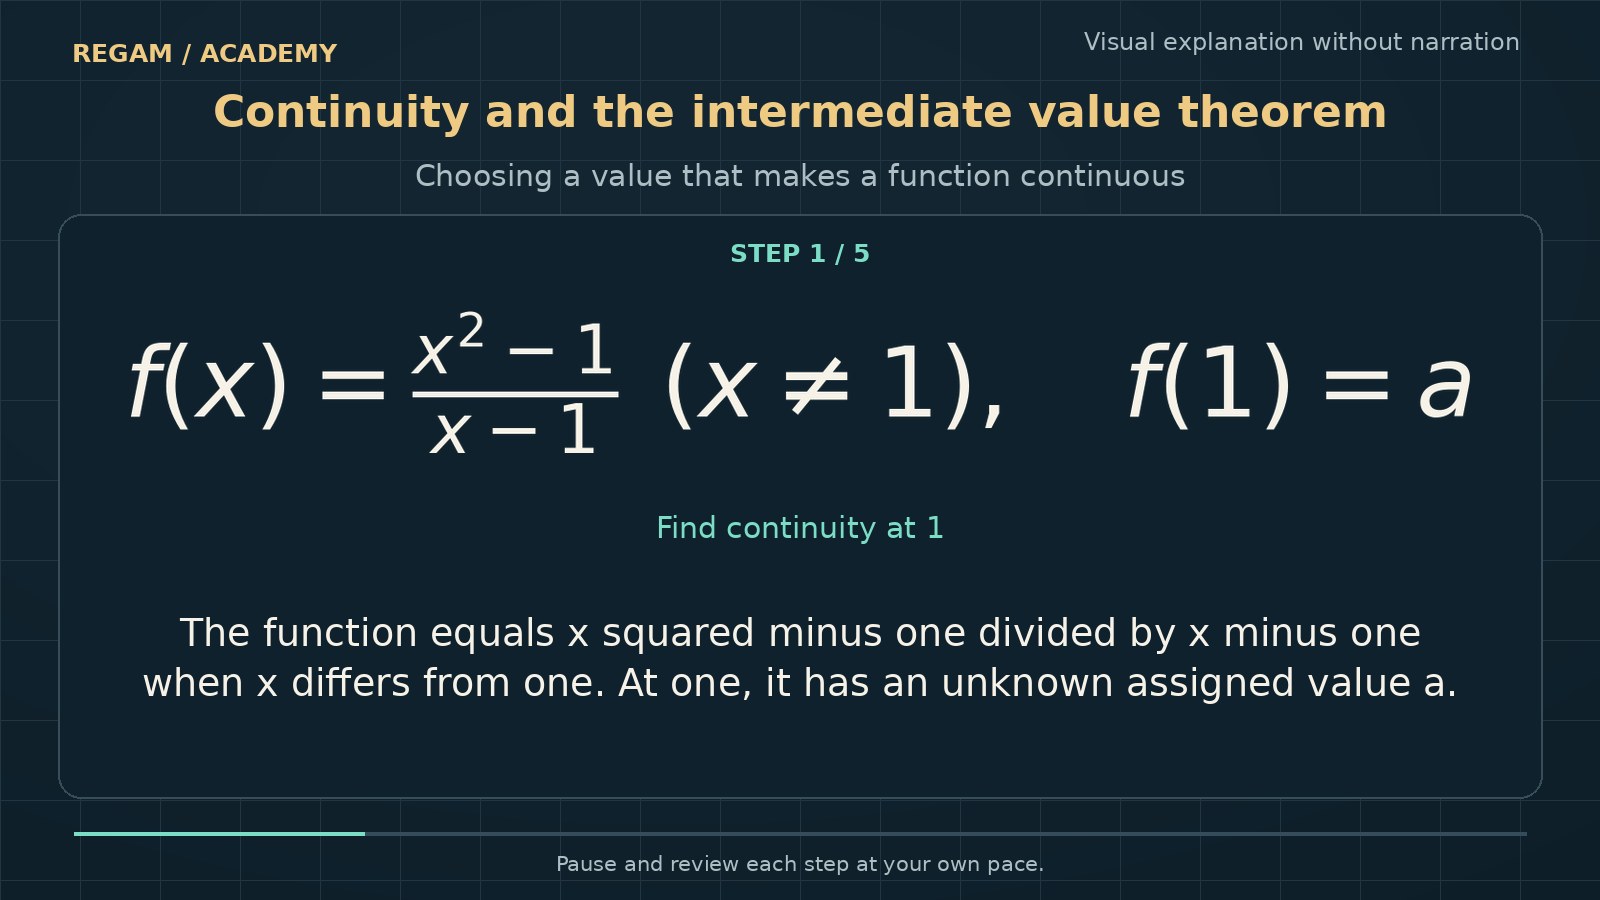 REGAM / ACADEMY
Visual explanation without narration
Continuity and the intermediate value theorem
Choosing a value that makes a function continuous
STEP 1 / 5
f(x) = \frac{x^2 − 1}{x − 1} (x ≠ 1), f(1) = a
Find continuity at 1
The function equals x squared minus one divided by x minus one
when x differs from one. At one, it has an unknown assigned value a.
Pause and review each step at your own pace.